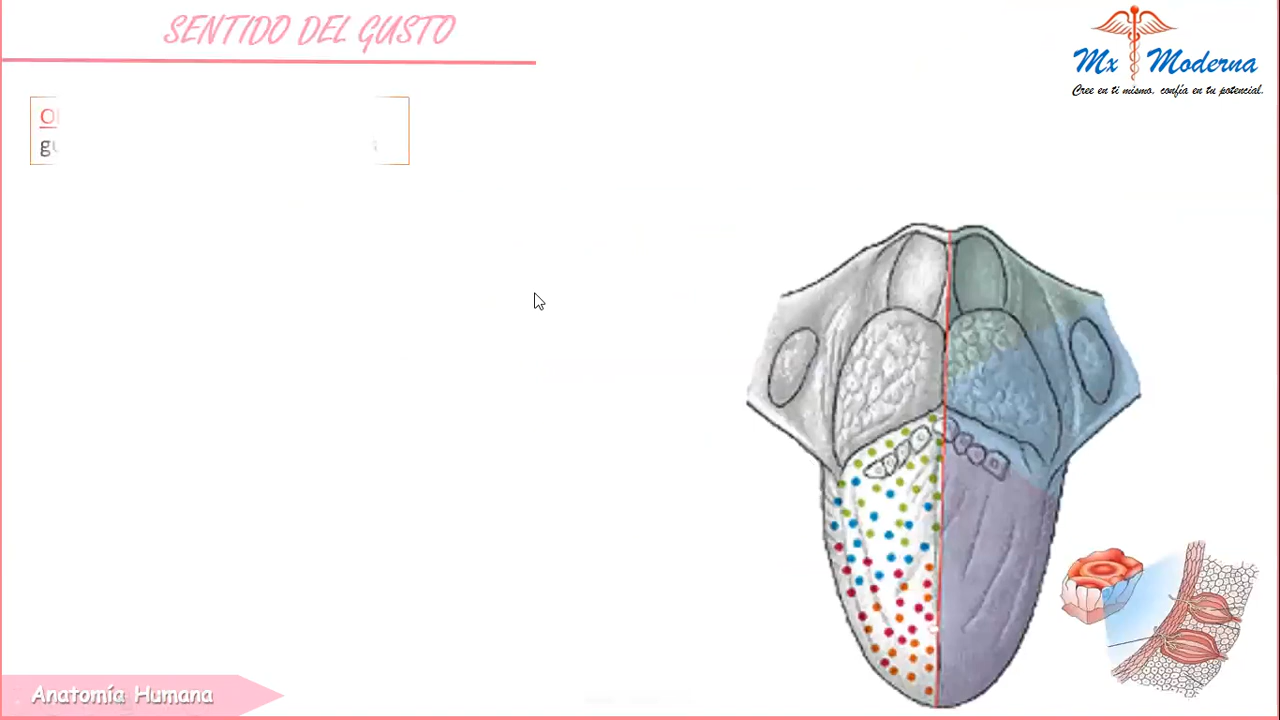 SENTIDO DEL GUSTO
Mx Moderna
Cree en ti mismo, confía en tu potencial.
Anatomía Humana